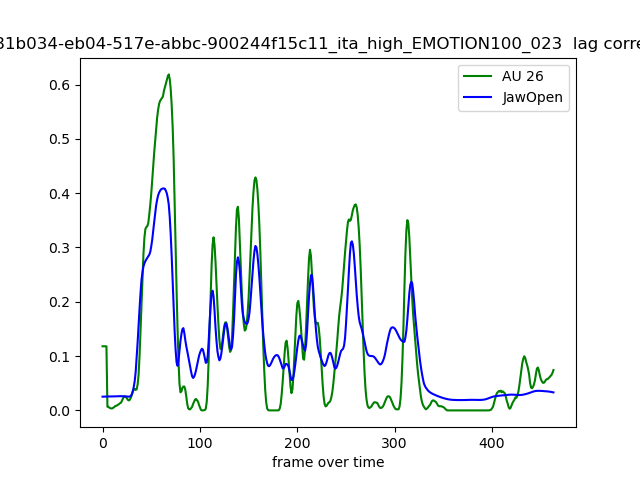 31b034-eb04-517e-abbc-900244f15c11_ita_high_EMOTION100_023 lag corre
AU 26
JawOpen
0.6
0.5
0.4
0.3
0.2
0.1
0.0
0 100 200 300 400
frame over time